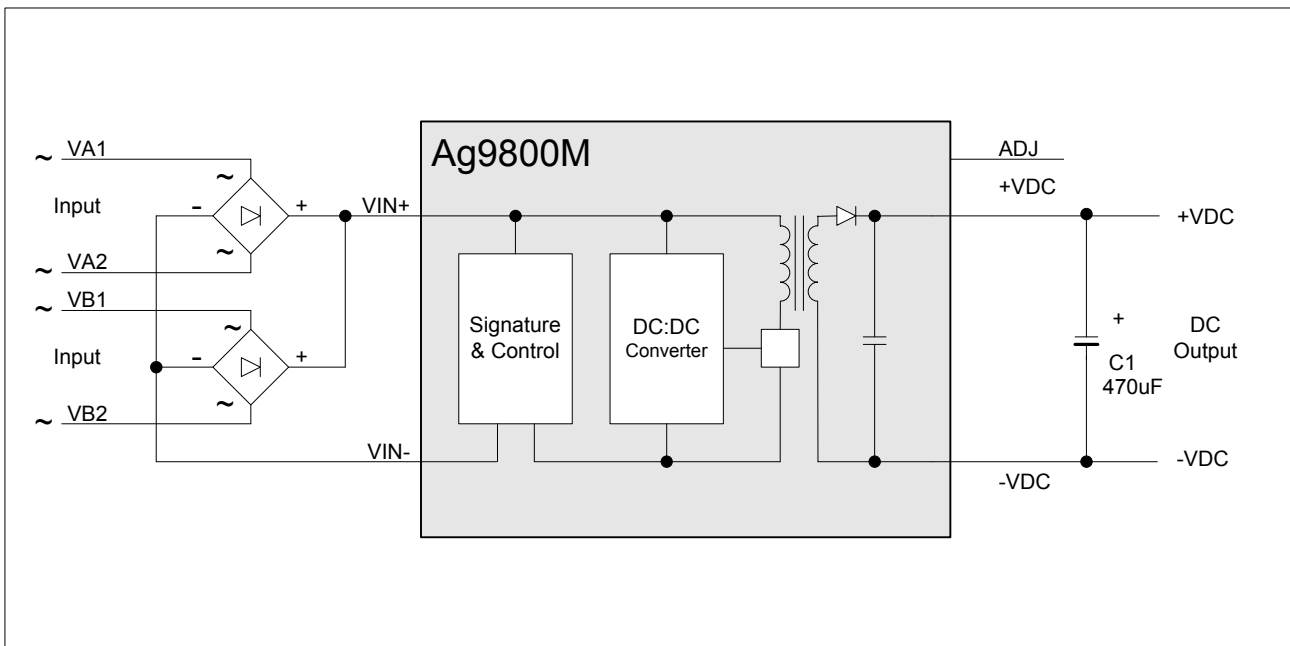 Ag9800M
~ VA1
Input
~ VA2
~ VB1
Input
~ VB2
~
-
+
~
~
-
+
~
VIN+
VIN-
Signature
& Control
DC:DC
Converter
ADJ
+VDC
-VDC
+
C1
470uF
+VDC
DC
Output
-VDC